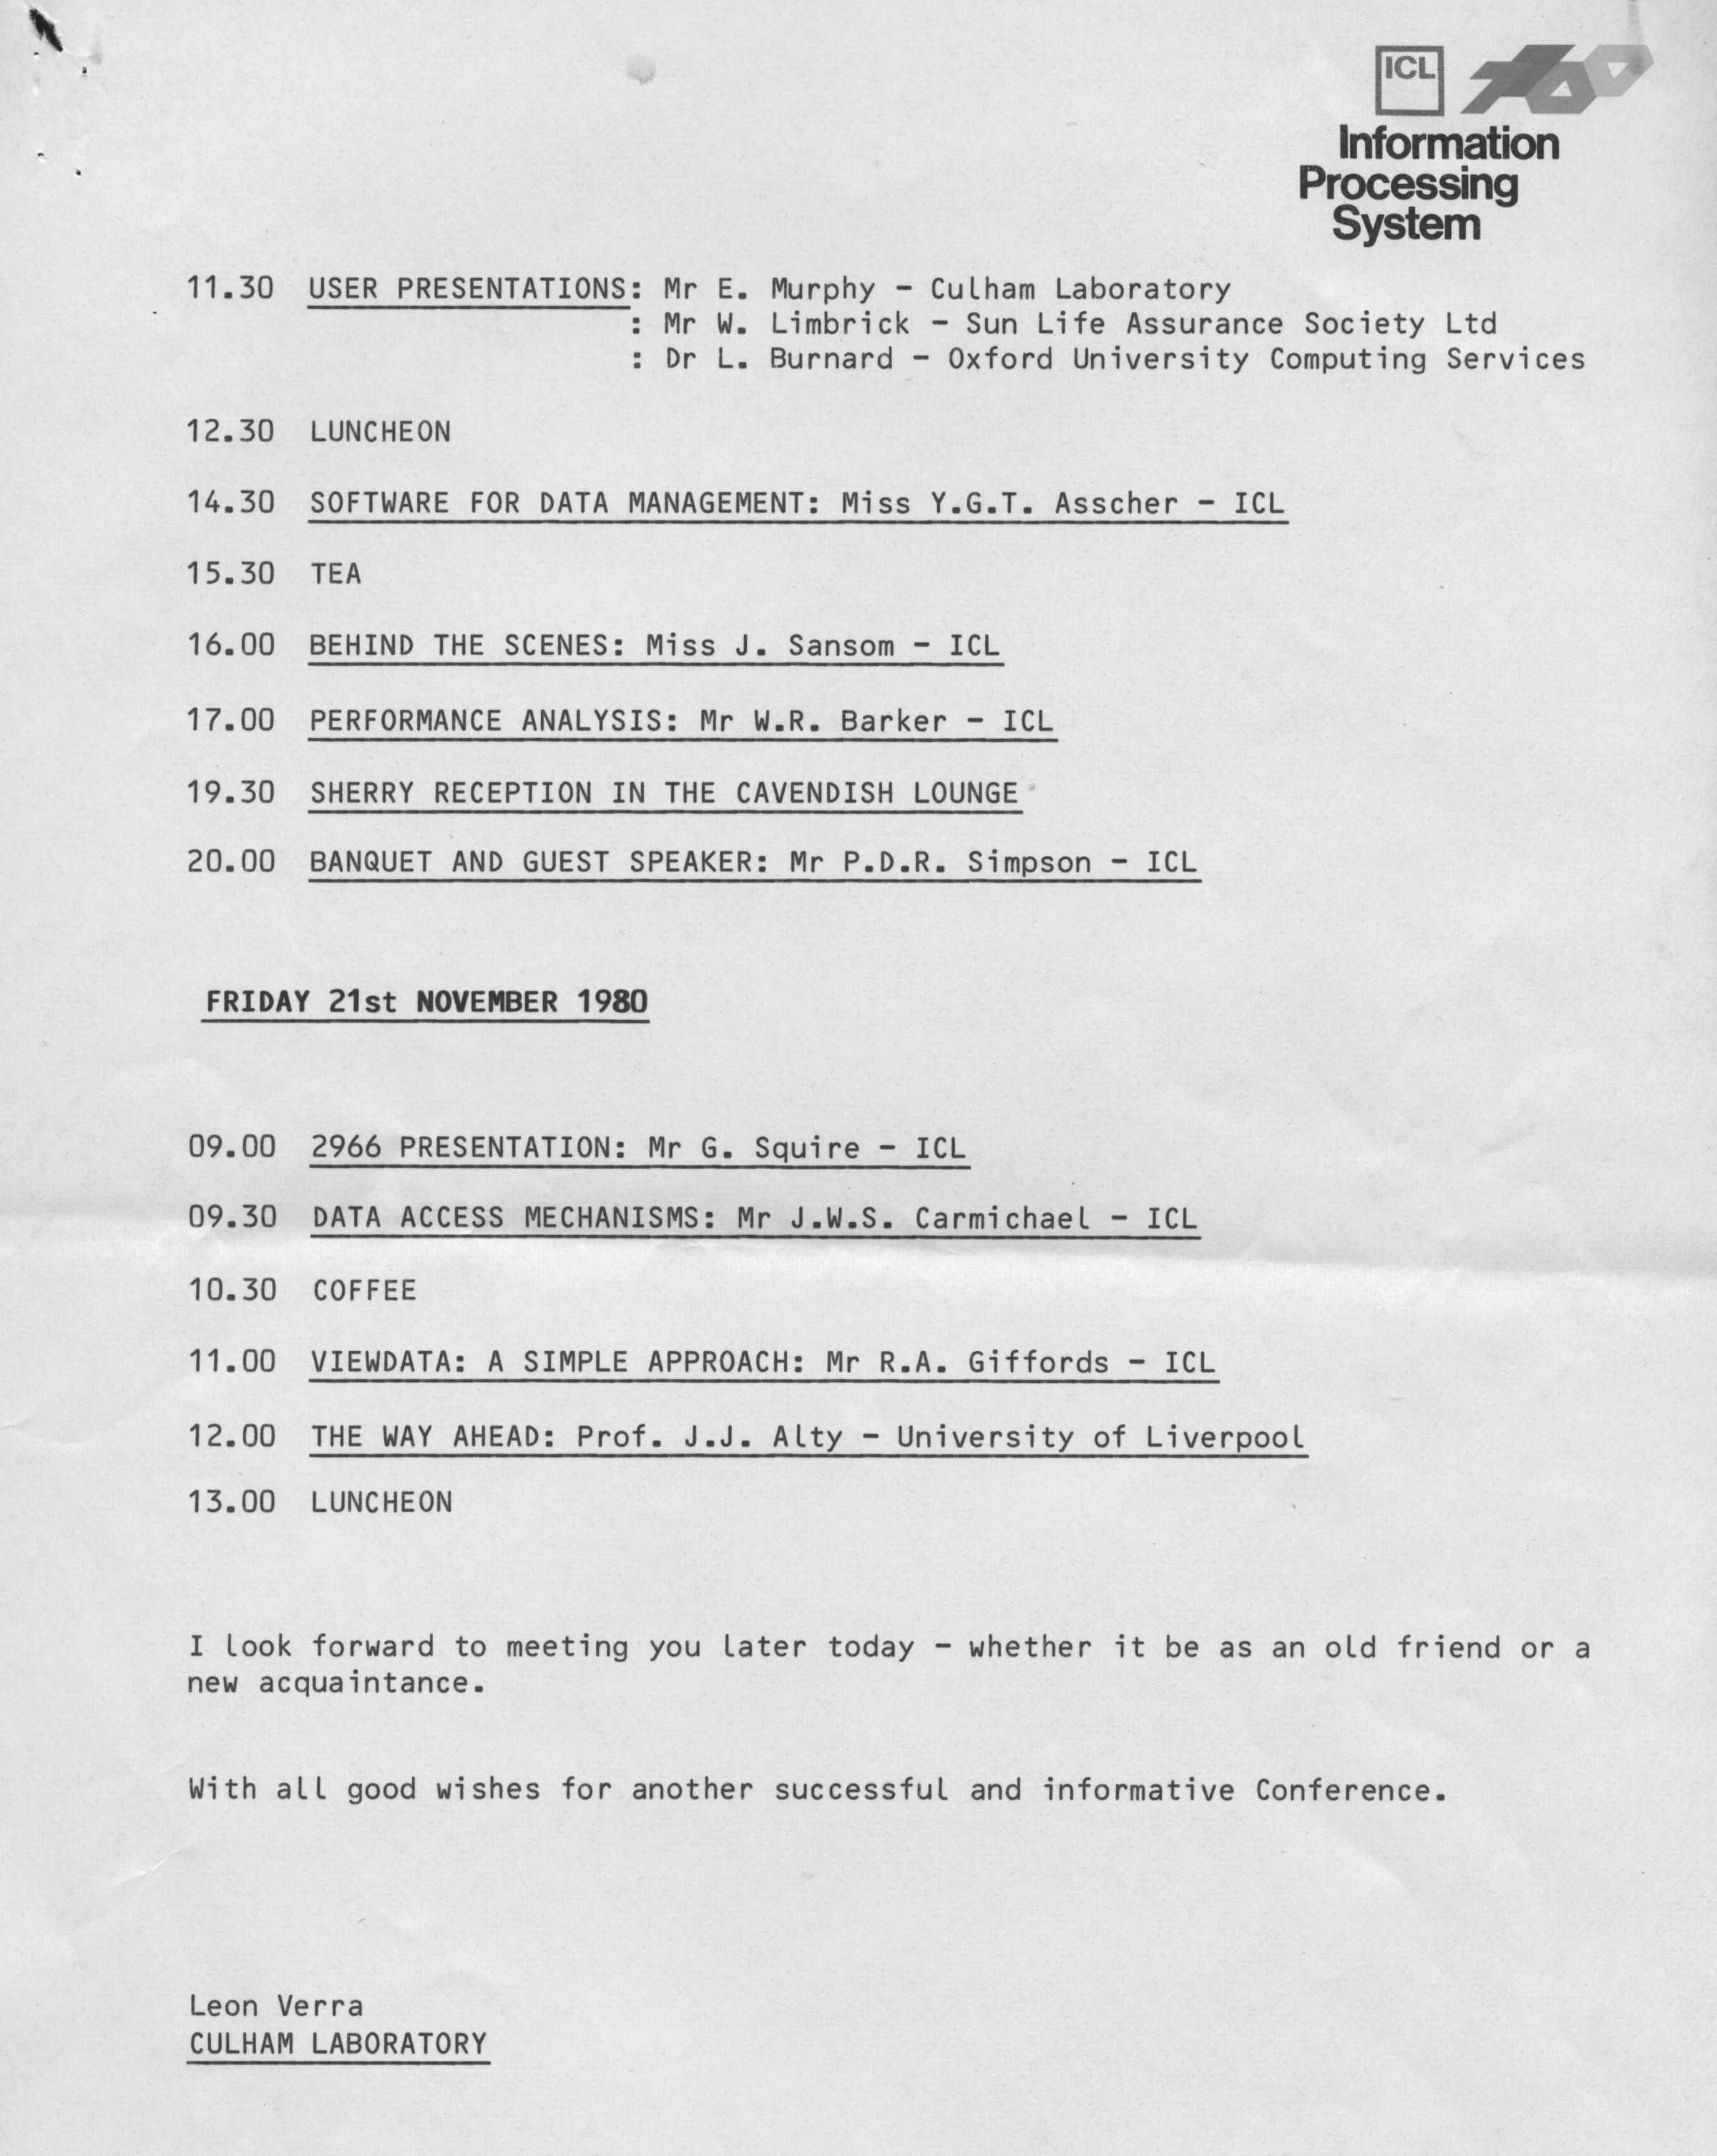 ICL
Information
Processing
System
11.30 USER PRESENTATIONS: Mr E. Murphy - Culham Laboratory
: Mr W. Limbrick - Sun Life Assurance Society Ltd
: Dr L. Burnard - Oxford University Computing Services
12.30 LUNCHEON
14.30 SOFTWARE FOR DATA MANAGEMENT: Miss Y.G.T. Asscher - ICL
15.30 TEA
16.00 BEHIND THE SCENES: Miss J. Sansom - ICL
17.00 PERFORMANCE ANALYSIS: Mr W.R. Barker - ICL
19.30 SHERRY RECEPTION IN THE CAVENDISH LOUNGE
20.00 BANQUET AND GUEST SPEAKER: Mr P.D.R. Simpson - ICL
FRIDAY 21st NOVEMBER 1980
09.00 2966 PRESENTATION: Mr G. Squire - ICL
09.30 DATA ACCESS MECHANISMS: Mr J.W.S. Carmichael - ICL
10.30 COFFEE
11.00 VIEWDATA: A SIMPLE APPROACH: Mr R.A. Giffords - ICL
12.00 THE WAY AHEAD: Prof. J.J. Alty - University of Liverpool
13.00 LUNCHEON
I look forward to meeting you later today - whether it be as an old friend or a
new acquaintance.
With all good wishes for another successful and informative Conference.
Leon Verra
CULHAM LABORATORY